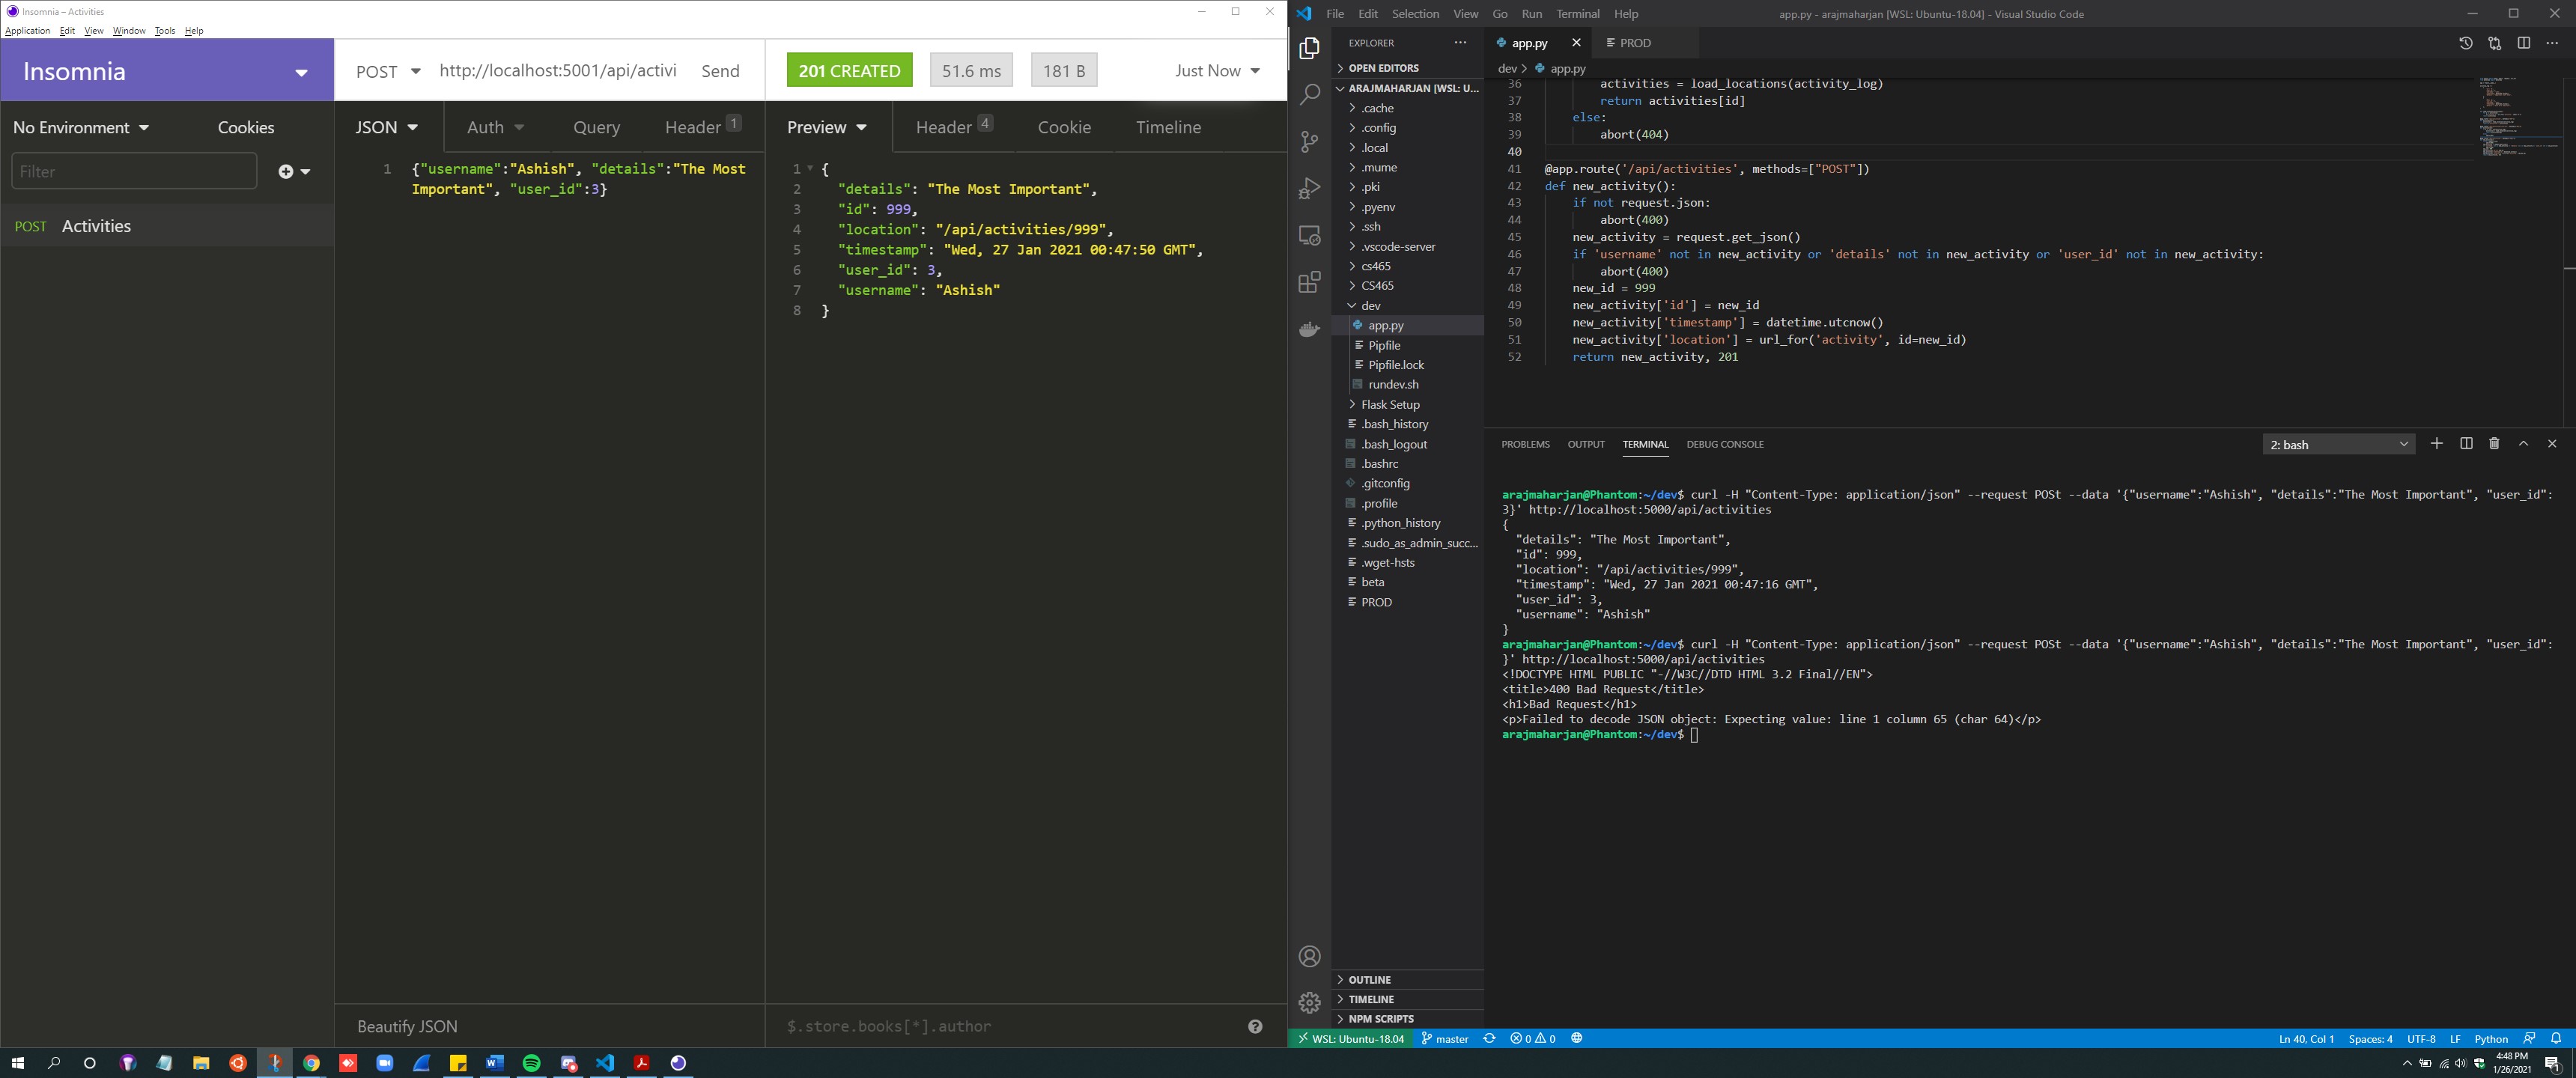 Insomnia – Activities
Application Edit View Window Tools Help
Insomnia
POST http://localhost:5001/api/activi Send
201 CREATED 51.6 ms 181 B Just Now
No Environment Cookies
JSON Auth Query Header 1
Preview Header 4 Cookie Timeline
Filter
POST Activities
1 {"username":"Ashish", "details":"The Most
Important", "user_id":3}
1 {
2 "details": "The Most Important",
3 "id": 999,
4 "location": "/api/activities/999",
5 "timestamp": "Wed, 27 Jan 2021 00:47:50 GMT",
6 "user_id": 3,
7 "username": "Ashish"
8 }
Beautify JSON
$.store.books[*].author
File Edit Selection View Go Run Terminal Help
app.py - arajmaharjan [WSL: Ubuntu-18.04] - Visual Studio Code
EXPLORER
OPEN EDITORS
ARAJMAHARJAN [WSL: U...
.cache
.config
.local
.mume
.pki
.pyenv
.ssh
.vscode-server
cs465
CS465
dev
app.py
Pipfile
Pipfile.lock
rundev.sh
Flask Setup
.bash_history
.bash_logout
.bashrc
.gitconfig
.profile
.python_history
.sudo_as_admin_succ...
.wget-hsts
beta
PROD
OUTLINE
TIMELINE
NPM SCRIPTS
app.py PROD
dev > app.py
36 activities = load_locations(activity_log)
37 return activities[id]
38 else:
39 abort(404)
40
41 @app.route('/api/activities', methods=["POST"])
42 def new_activity():
43 if not request.json:
44 abort(400)
45 new_activity = request.get_json()
46 if 'username' not in new_activity or 'details' not in new_activity or 'user_id' not in new_activity:
47 abort(400)
48 new_id = 999
49 new_activity['id'] = new_id
50 new_activity['timestamp'] = datetime.utcnow()
51 new_activity['location'] = url_for('activity', id=new_id)
52 return new_activity, 201
PROBLEMS OUTPUT TERMINAL DEBUG CONSOLE
2: bash
arajmaharjan@Phantom:~/dev$ curl -H "Content-Type: application/json" --request POSt --data '{"username":"Ashish", "details":"The Most Important", "user_id":
3}' http://localhost:5000/api/activities
{
"details": "The Most Important",
"id": 999,
"location": "/api/activities/999",
"timestamp": "Wed, 27 Jan 2021 00:47:16 GMT",
"user_id": 3,
"username": "Ashish"
}
arajmaharjan@Phantom:~/dev$ curl -H "Content-Type: application/json" --request POSt --data '{"username":"Ashish", "details":"The Most Important", "user_id":
}' http://localhost:5000/api/activities
<!DOCTYPE HTML PUBLIC "-//W3C//DTD HTML 3.2 Final//EN">
<title>400 Bad Request</title>
<h1>Bad Request</h1>
<p>Failed to decode JSON object: Expecting value: line 1 column 65 (char 64)</p>
arajmaharjan@Phantom:~/dev$
WSL: Ubuntu-18.04 master 0 0 Ln 40, Col 1 Spaces: 4 UTF-8 LF Python
4:48 PM
1/26/2021